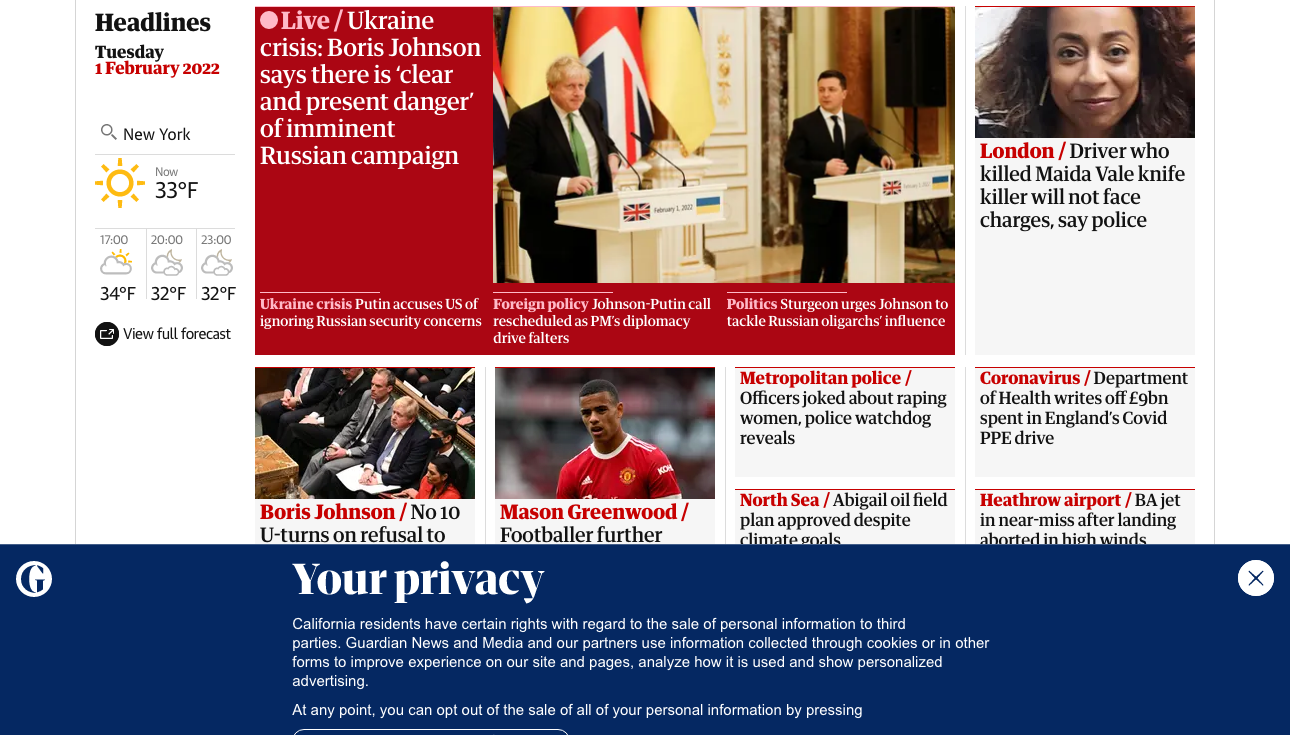 Headlines
Tuesday
1 February 2022
New York
Now
33°F
17:00
20:00
23:00
34°F
32°F
32°F
View full forecast
Live / Ukraine
crisis: Boris Johnson
says there is ‘clear
and present danger’
of imminent
Russian campaign
February 1, 2022
Ukraine crisis Putin accuses US of
ignoring Russian security concerns
Foreign policy Johnson-Putin call
rescheduled as PM’s diplomacy
drive falters
Politics Sturgeon urges Johnson to
tackle Russian oligarchs’ influence
London / Driver who
killed Maida Vale knife
killer will not face
charges, say police
Boris Johnson / No 10
U-turns on refusal to
KOH
Mason Greenwood /
Footballer further
Metropolitan police /
Officers joked about raping
women, police watchdog
reveals
Coronavirus / Department
of Health writes off £9bn
spent in England’s Covid
PPE drive
North Sea / Abigail oil field
plan approved despite
climate goals
Heathrow airport / BA jet
in near-miss after landing
aborted in high winds
G
Your privacy
California residents have certain rights with regard to the sale of personal information to third
parties. Guardian News and Media and our partners use information collected through cookies or in other
forms to improve experience on our site and pages, analyze how it is used and show personalized
advertising.
At any point, you can opt out of the sale of all of your personal information by pressing